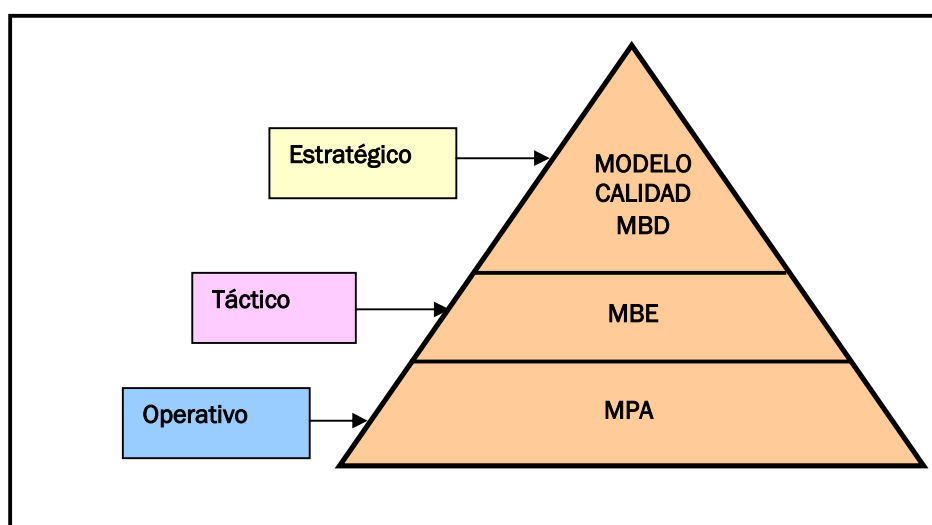 Estratégico
MODELO
CALIDAD
MBD
Táctico
MBE
Operativo
MPA